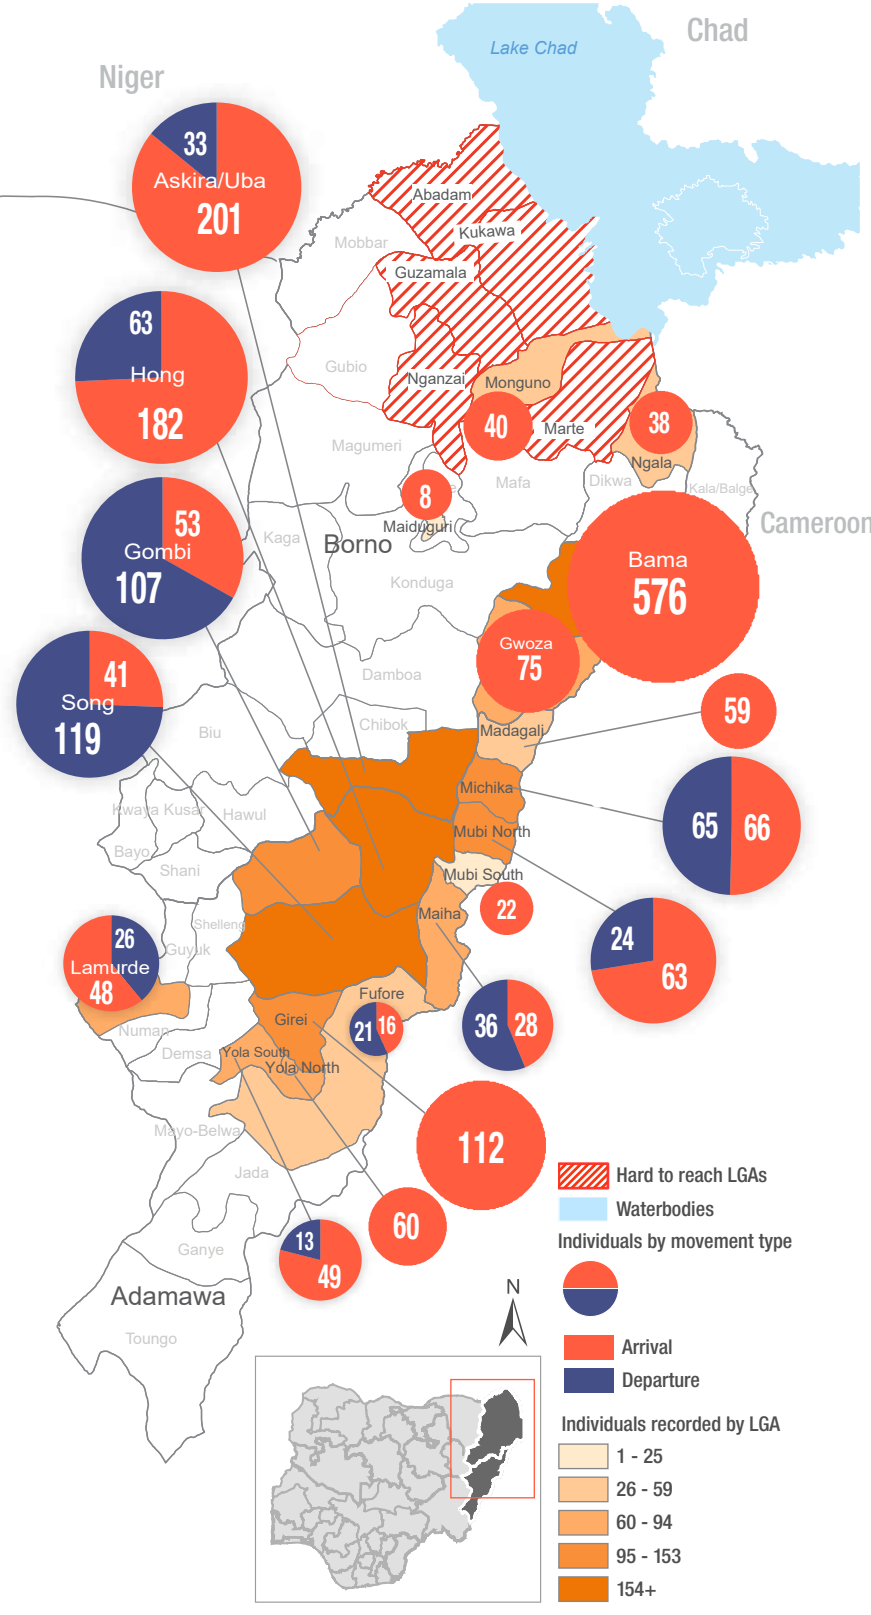 Chad
Lake Chad
Niger
33
Askira/Uba
201
Abadam
Kukawa
Mobbar
Guzamala
63
Hong
182
Gubio
Nganzai
Monguno
40
Marte
38
Ngala
Magumeri
Mafa
Dikwa
Kala/Balge
8
e
Maiduguri
Cameroon
53
Gombi
107
Kaga
Borno
Konduga
Bama
576
Gwoza
75
41
Song
119
Damboa
Chibok
Biu
Madagali
59
Michika
65
66
Kwaya Kusar
Hawul
Mubi North
Bayo
Shani
Mubi South
22
Maiha
Shelleng
Guyuk
26
Lamurde
48
24
63
Fufore
21
16
36
28
Girei
Numan
Demsa
Yola South
Yola North
Mayo-Belwa
112
Jada
60
13
49
Ganye
Adamawa
Toungo
N
Hard to reach LGAs
Waterbodies
Individuals by movement type
Arrival
Departure
Individuals recorded by LGA
1 - 25
26 - 59
60 - 94
95 - 153
154+